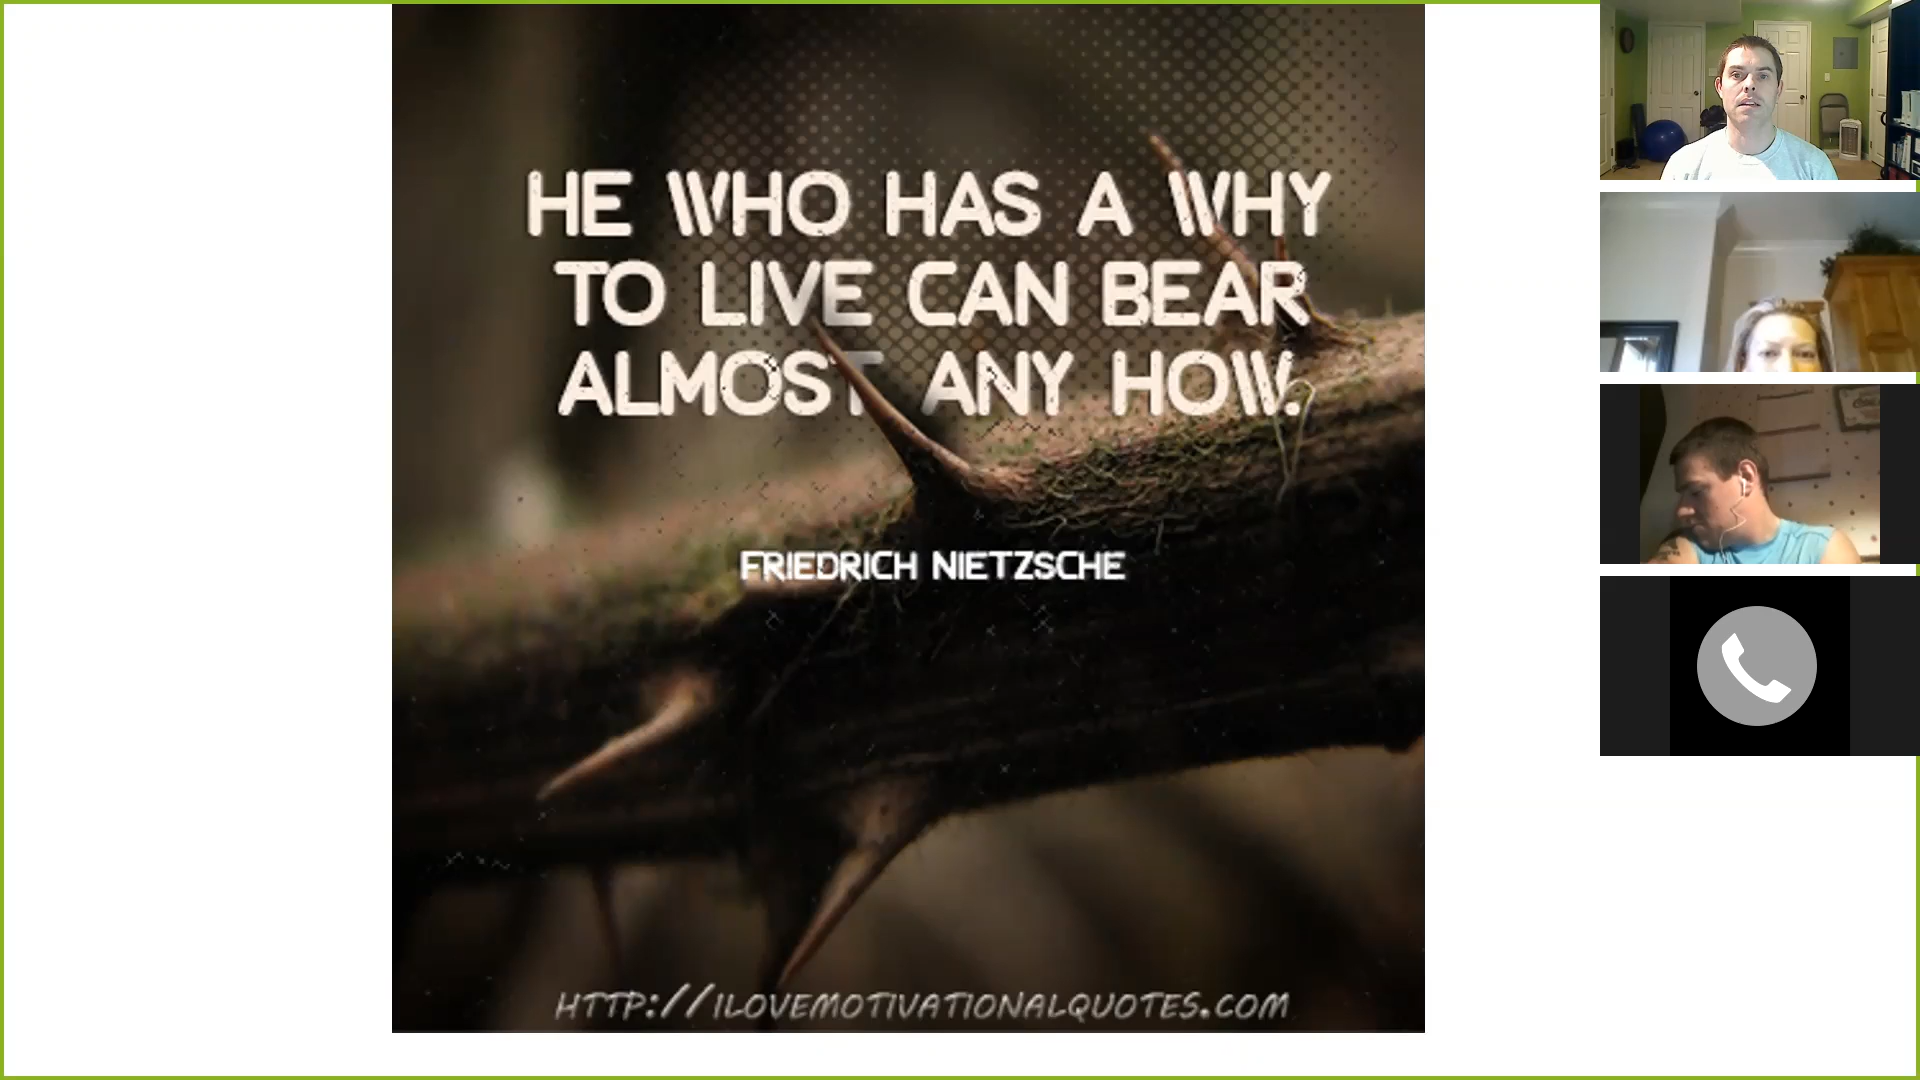 HE WHO HAS A WHY
TO LIVE CAN BEAR
ALMOST ANY HOW.
FRIEDRICH NIETZSCHE
HTTP://ILOVEMOTIVATIONALQUOTES.COM